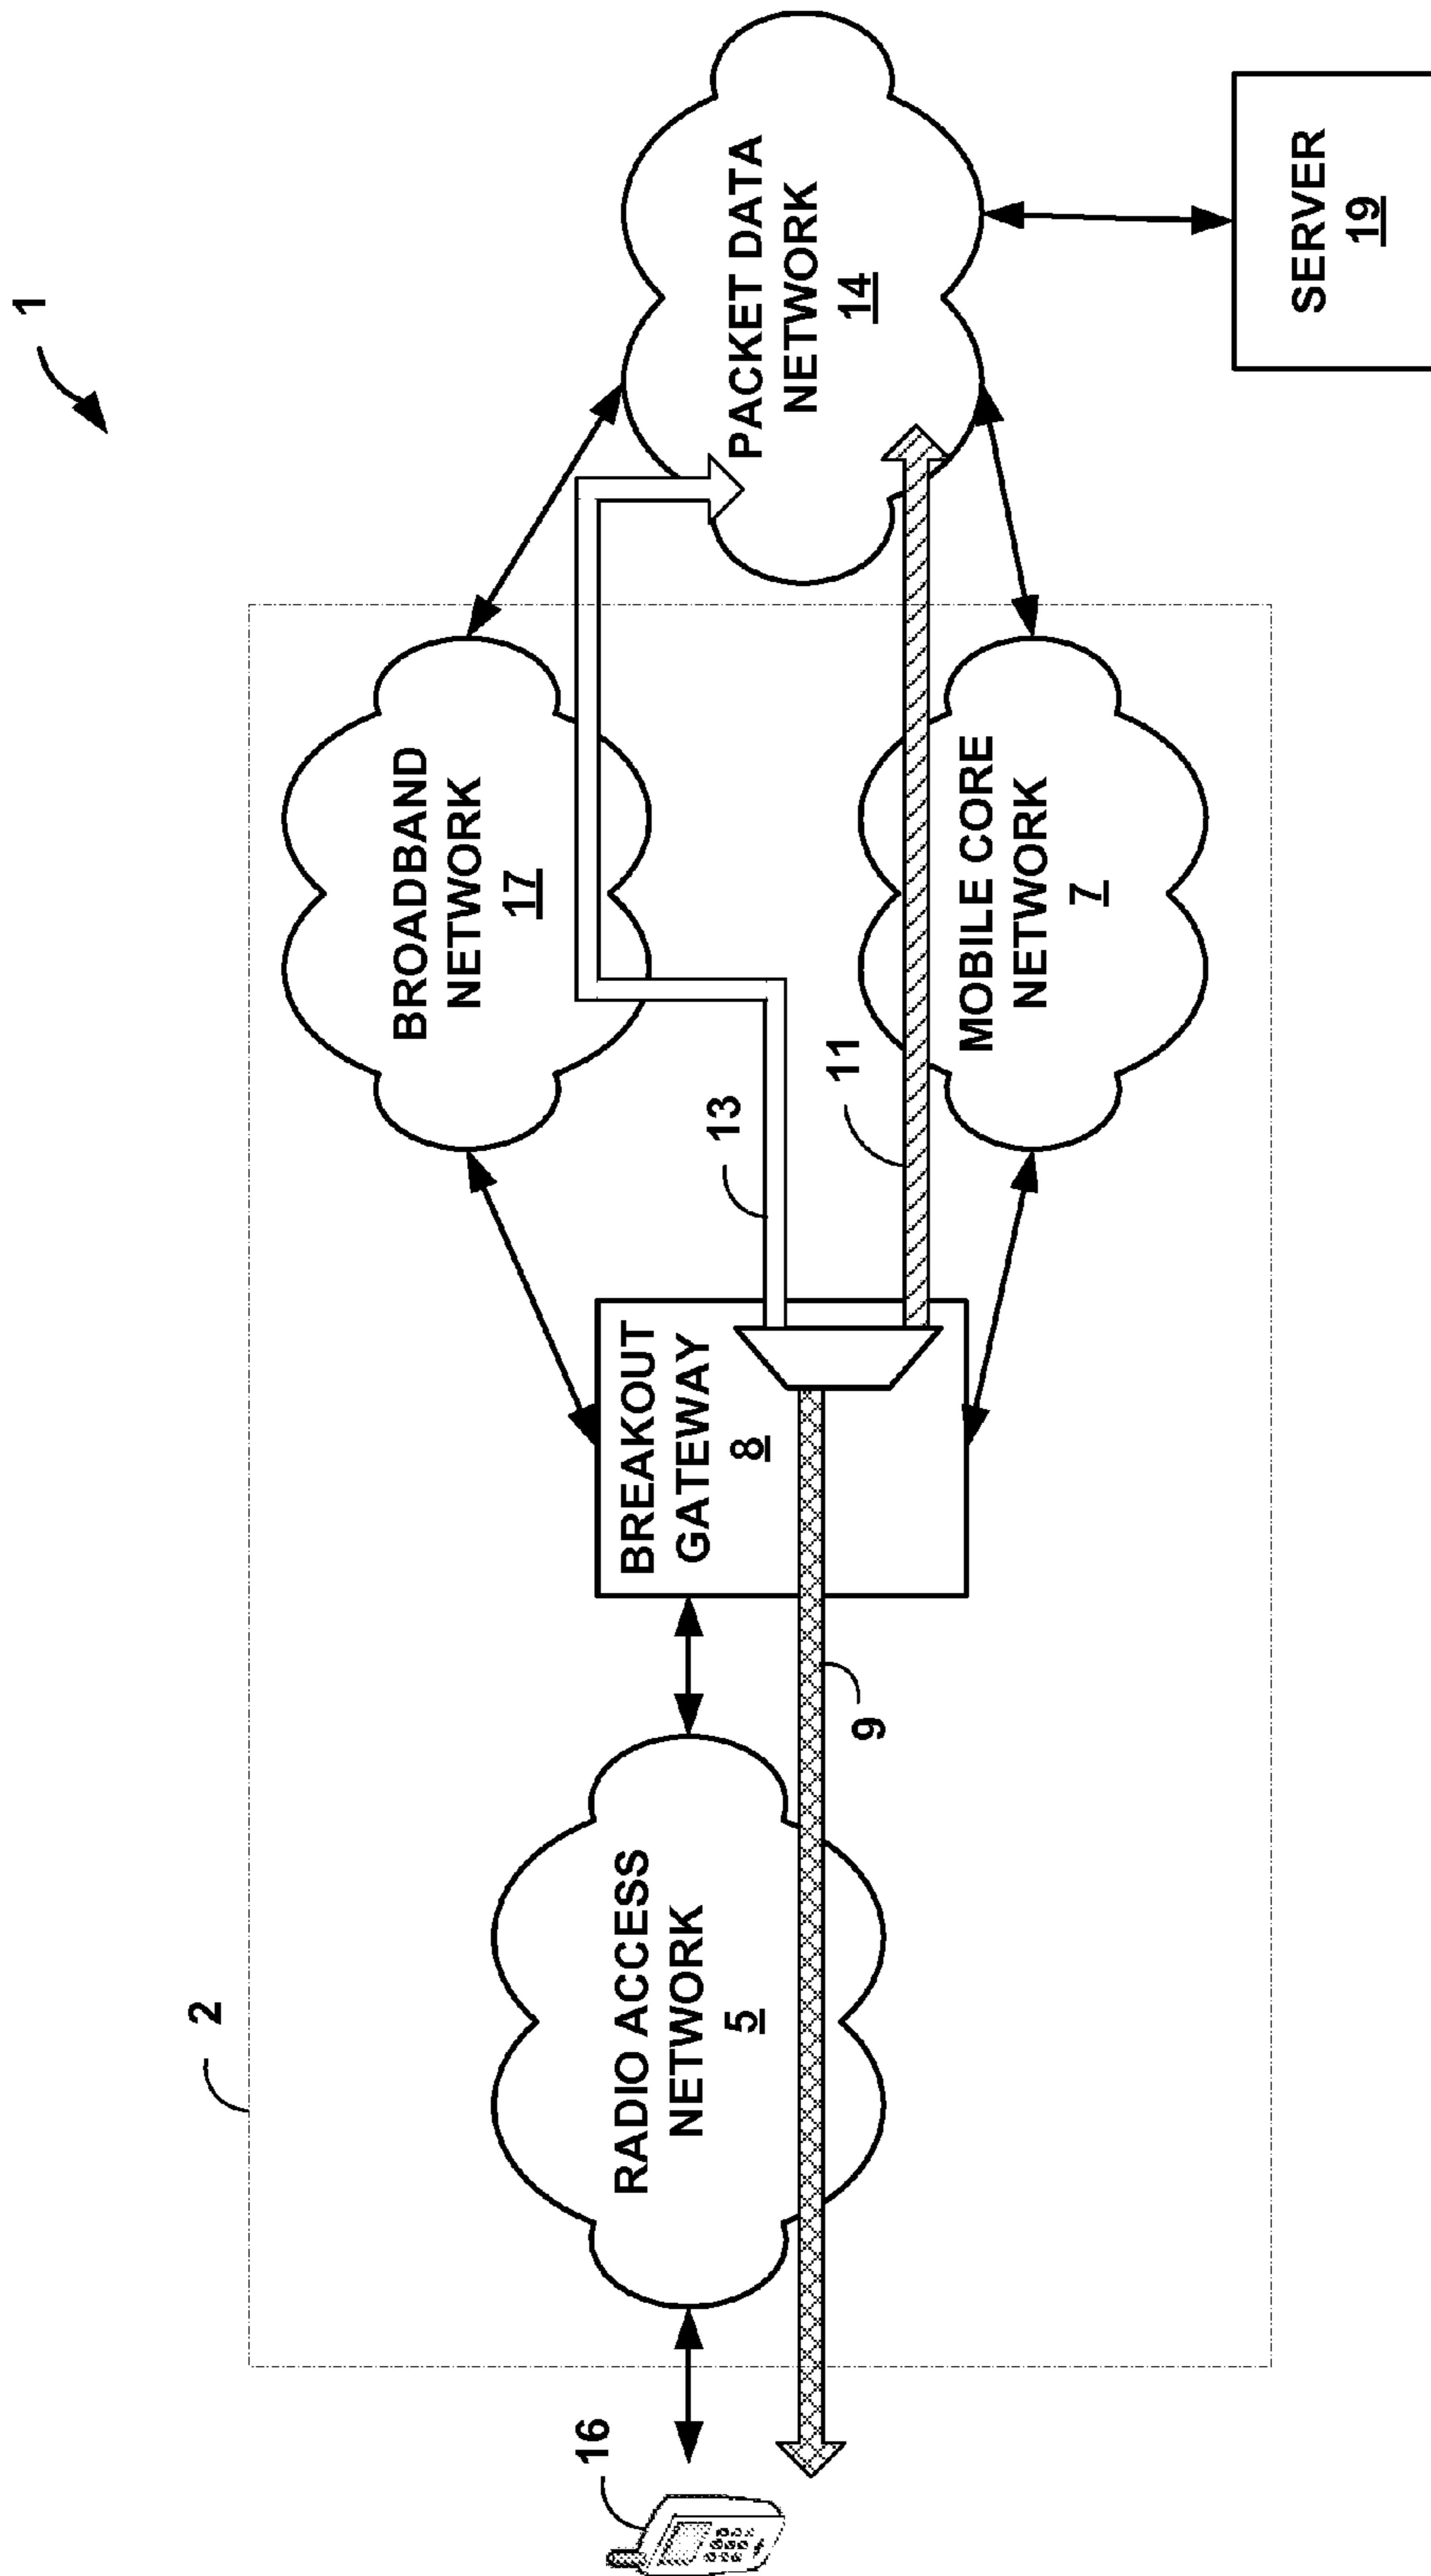 1
2
16
RADIO ACCESS
NETWORK
5
9
BREAKOUT
GATEWAY
8
13
11
BROADBAND
NETWORK
17
MOBILE CORE
NETWORK
7
PACKET DATA
NETWORK
14
SERVER
19